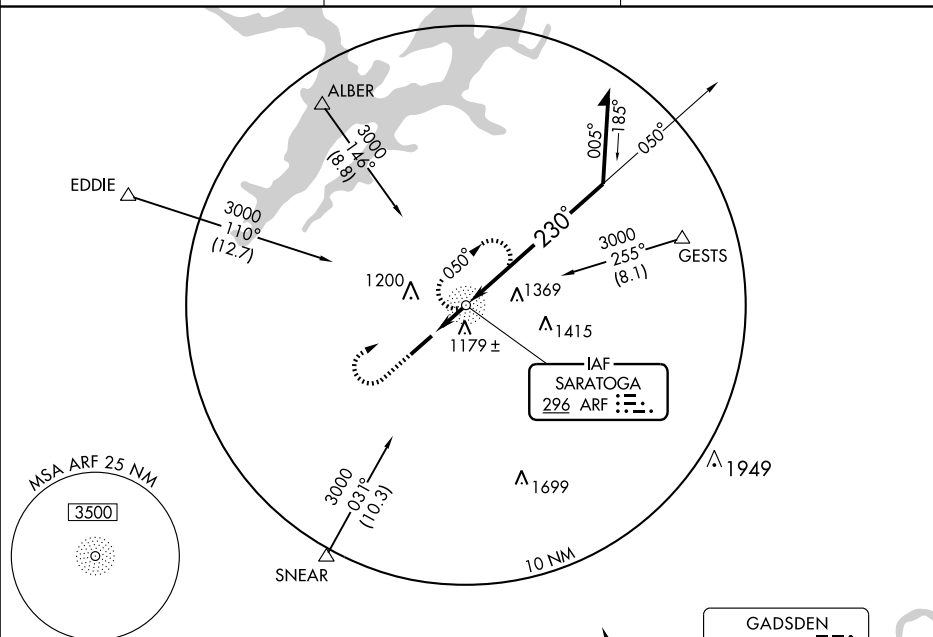 ALBER
3000
146°
(8.8)
EDDIE
3000
110°
(12.7)
005°
185°
050°
230°
3000
255°
(8.1)
GESTS
050°
1200
1369
1415
1179 ±
IAF
SARATOGA
296 ARF
MSA ARF 25 NM
3500
3000
031°
(10.3)
SNEAR
1699
1949
10 NM
GADSDEN